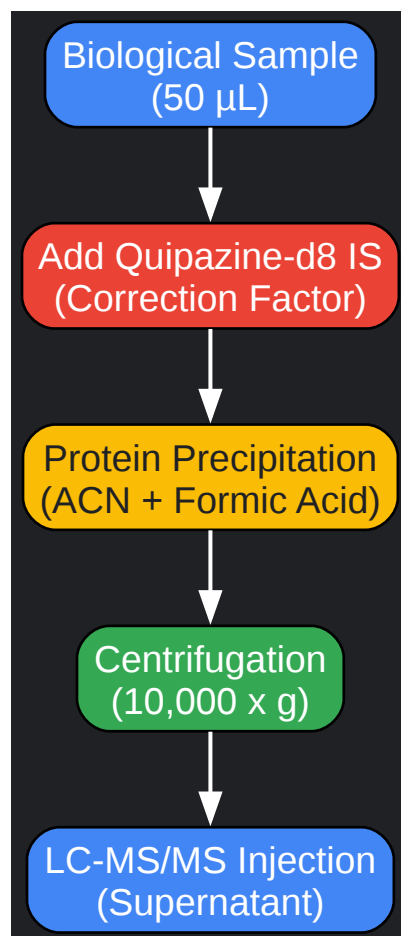 Biological Sample
(50 µL)
Add Quipazine-d8 IS
(Correction Factor)
Protein Precipitation
(ACN + Formic Acid)
Centrifugation
(10,000 x g)
LC-MS/MS Injection
(Supernatant)